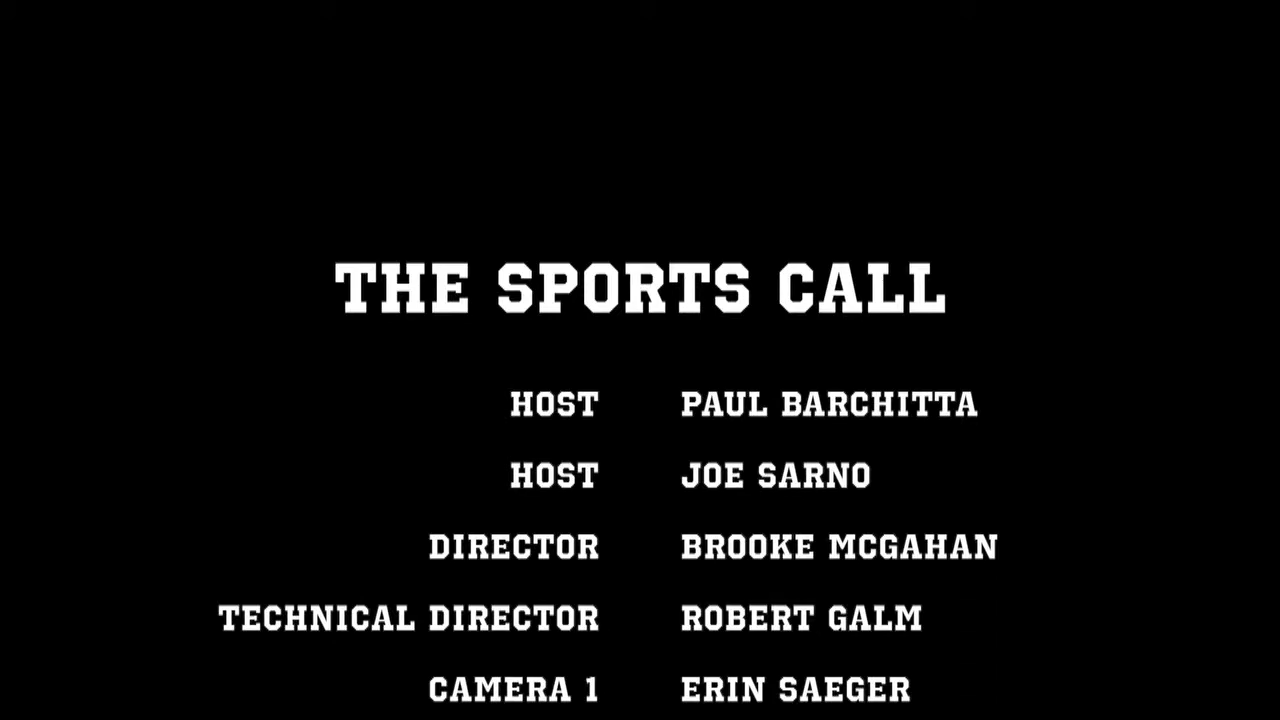 THE SPORTS CALL
HOST PAUL BARCHITTA
HOST JOE SARNO
DIRECTOR BROOKE MCGAHAN
TECHNICAL DIRECTOR ROBERT GALM
CAMERA 1 ERIN SAEGER